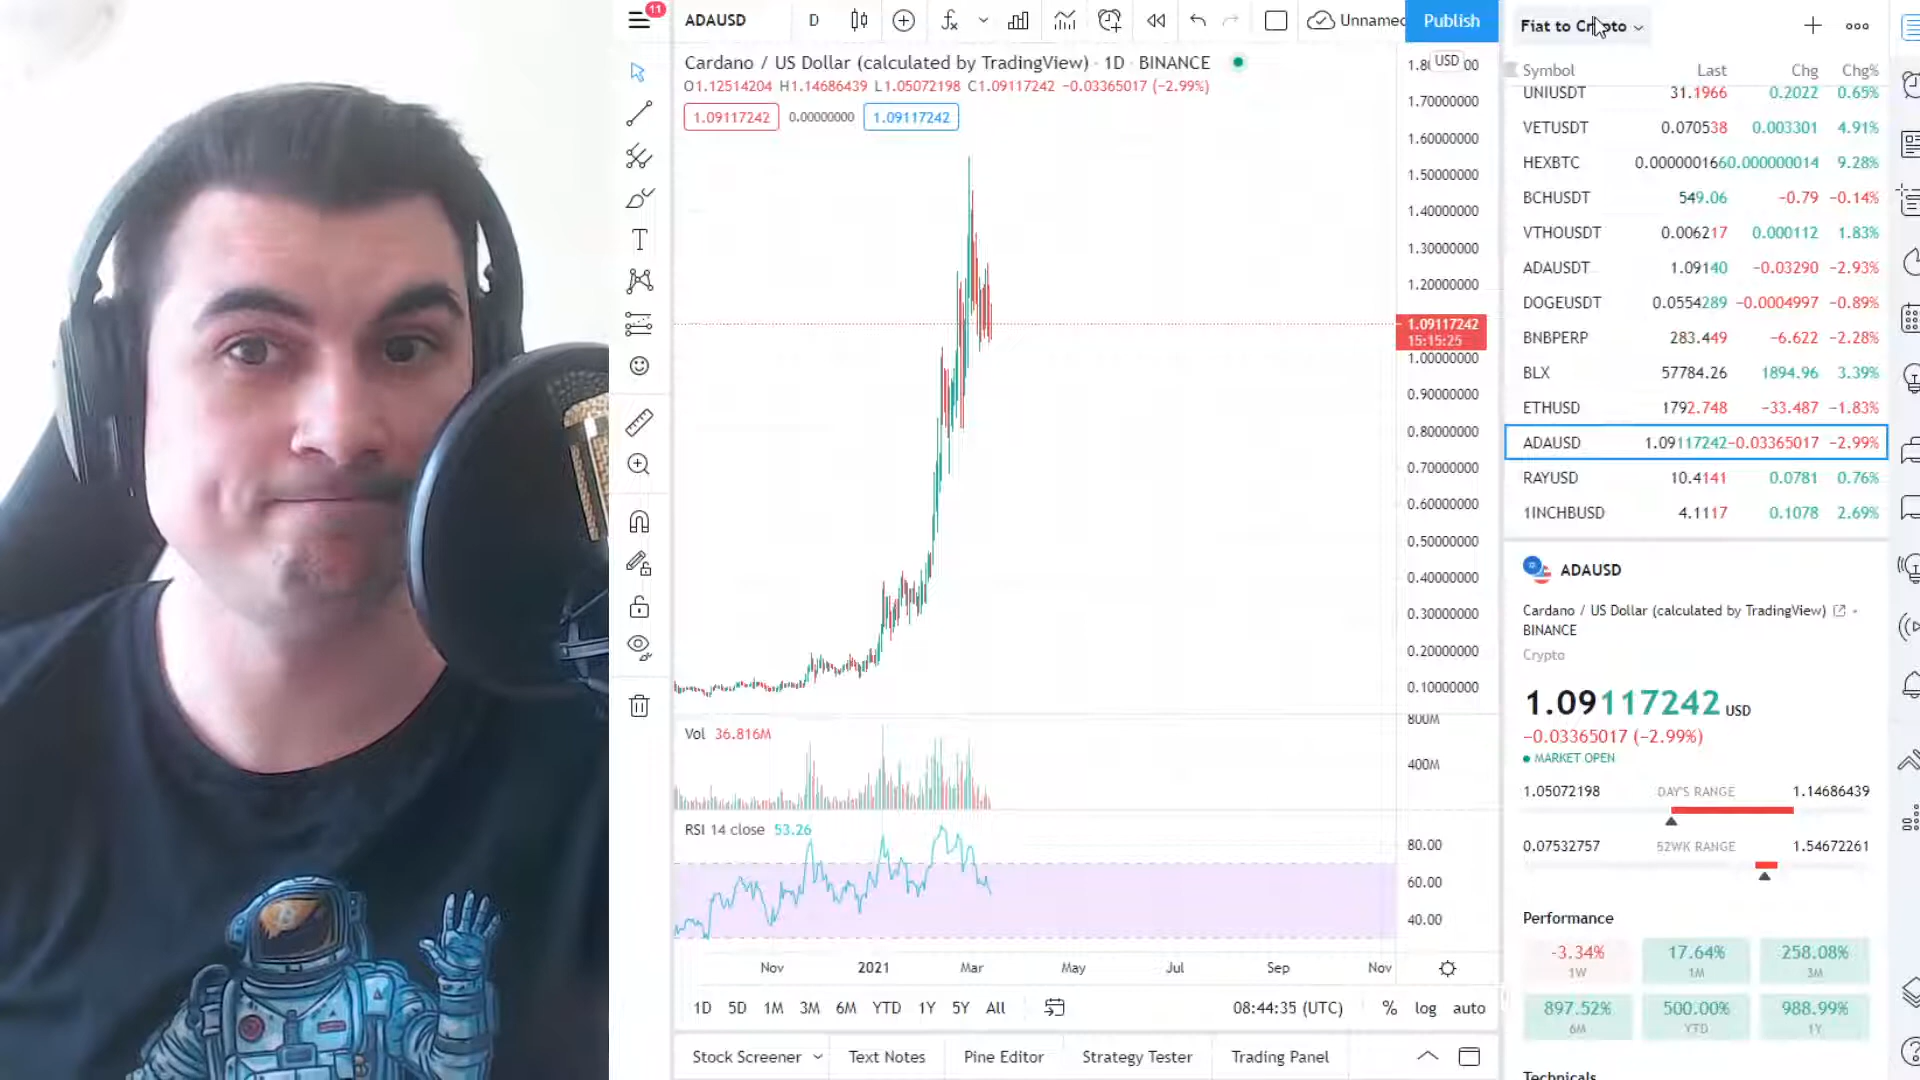 11
ADAUSD
D
Unnamed
Publish
Cardano / US Dollar (calculated by TradingView) · 1D · BINANCE
O1.12514204 H1.14686439 L1.05072198 C1.09117242 −0.03365017 (−2.99%)
1.09117242 0.00000000 1.09117242
USD
1.70000000
1.60000000
1.50000000
1.40000000
1.30000000
1.20000000
1.09117242
15:15:25
1.00000000
0.90000000
0.80000000
0.70000000
0.60000000
0.50000000
0.40000000
0.30000000
0.20000000
0.10000000
Vol 36.816M
800M
400M
RSI 14 close 53.26
80.00
60.00
40.00
Nov 2021 Mar May Jul Sep Nov
1D 5D 1M 3M 6M YTD 1Y 5Y All
08:44:35 (UTC) % log auto
Stock Screener Text Notes Pine Editor Strategy Tester Trading Panel
Fiat to Crypto
Symbol Last Chg Chg%
UNIUSDT 31.1966 0.2022 0.65%
VETUSDT 0.070538 0.003301 4.91%
HEXBTC 0.0000000166 0.000000014 9.28%
BCHUSDT 549.06 −0.79 −0.14%
VTHOUSDT 0.006217 0.000112 1.83%
ADAUSDT 1.09140 −0.03290 −2.93%
DOGEUSDT 0.0554289 −0.0004997 −0.89%
BNBPERP 283.449 −6.622 −2.28%
BLX 57784.26 1894.96 3.39%
ETHUSD 1792.748 −33.487 −1.83%
ADAUSD 1.09117242 −0.03365017 −2.99%
RAYUSD 10.4141 0.0781 0.76%
1INCHBUSD 4.1117 0.1078 2.69%
ADAUSD
Cardano / US Dollar (calculated by TradingView)
BINANCE
Crypto
1.09117242 USD
−0.03365017 (−2.99%)
MARKET OPEN
1.05072198 DAY'S RANGE 1.14686439
0.07532757 52WK RANGE 1.54672261
Performance
-3.34% 17.64% 258.08%
1W 1M 3M
897.52% 500.00% 988.99%
6M YTD 1Y
Technicals